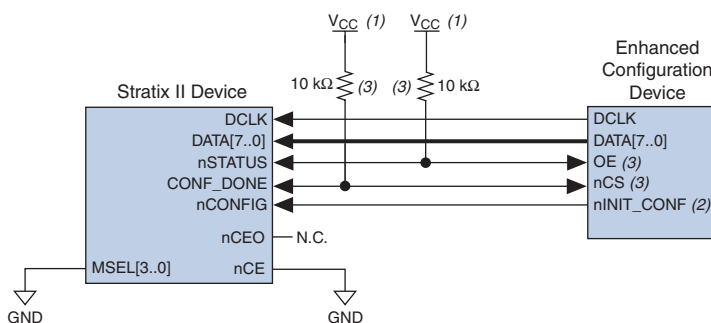 VCC (1) VCC (1)
Enhanced
Configuration
Device
10 kΩ (3) (3) 10 kΩ
Stratix II Device
DCLK DCLK
DATA[7..0] DATA[7..0]
nSTATUS OE (3)
CONF_DONE nCS (3)
nCONFIG nINIT_CONF (2)
nCEO N.C.
MSEL[3..0] nCE
GND GND